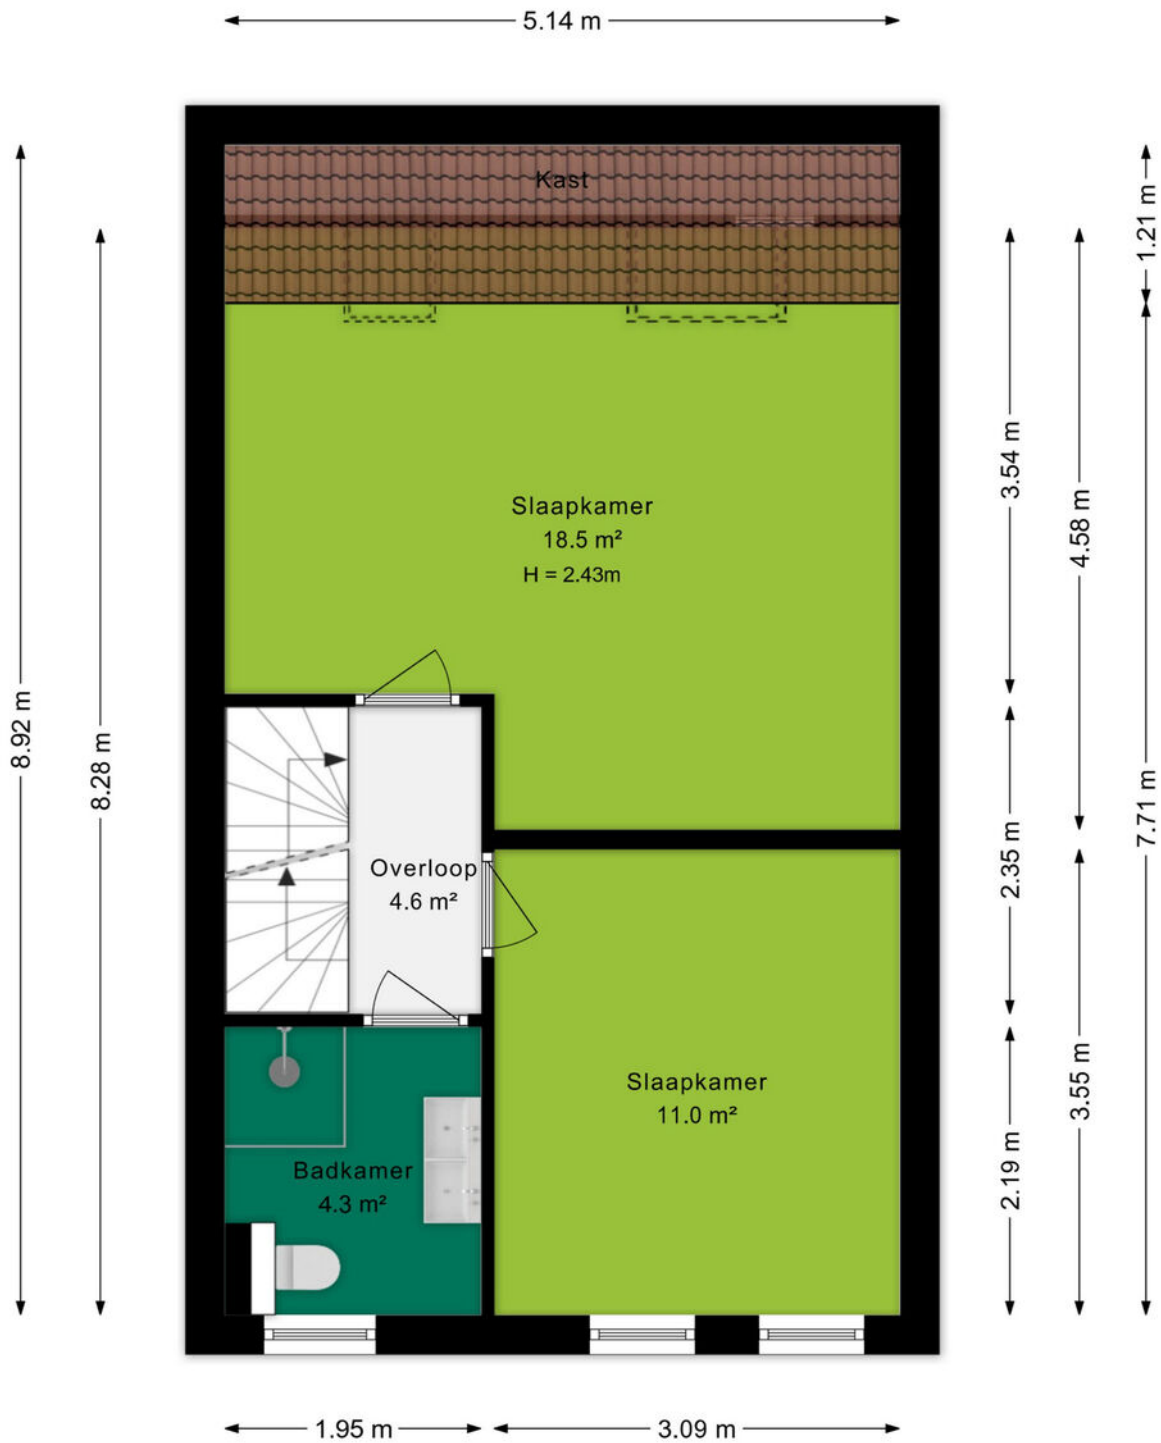 5.14 m
Kast
1.21 m
3.54 m
4.58 m
Slaapkamer
18.5 m²
H = 2.43m
8.92 m
8.28 m
7.71 m
2.35 m
Overloop
4.6 m²
Slaapkamer
11.0 m²
3.55 m
2.19 m
Badkamer
4.3 m²
1.95 m
3.09 m